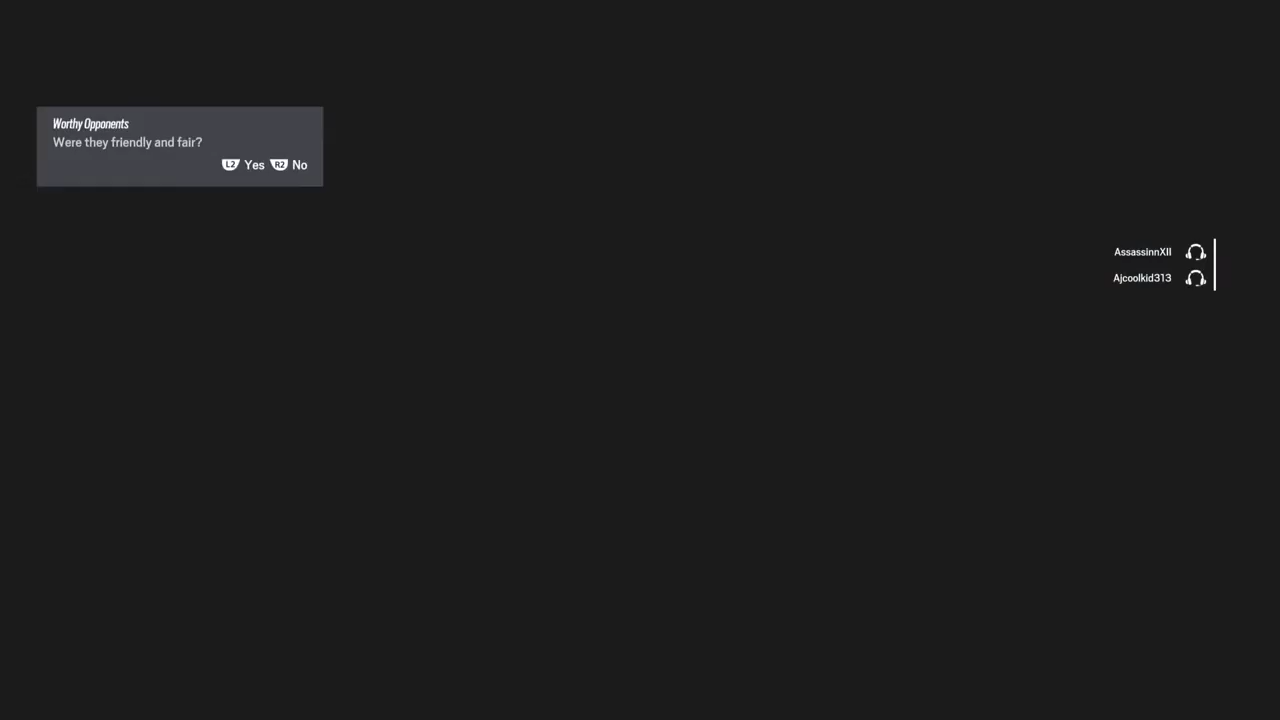 Worthy Opponents
Were they friendly and fair?
L2 Yes R2 No
AssassinnXII
Ajcoolkid313